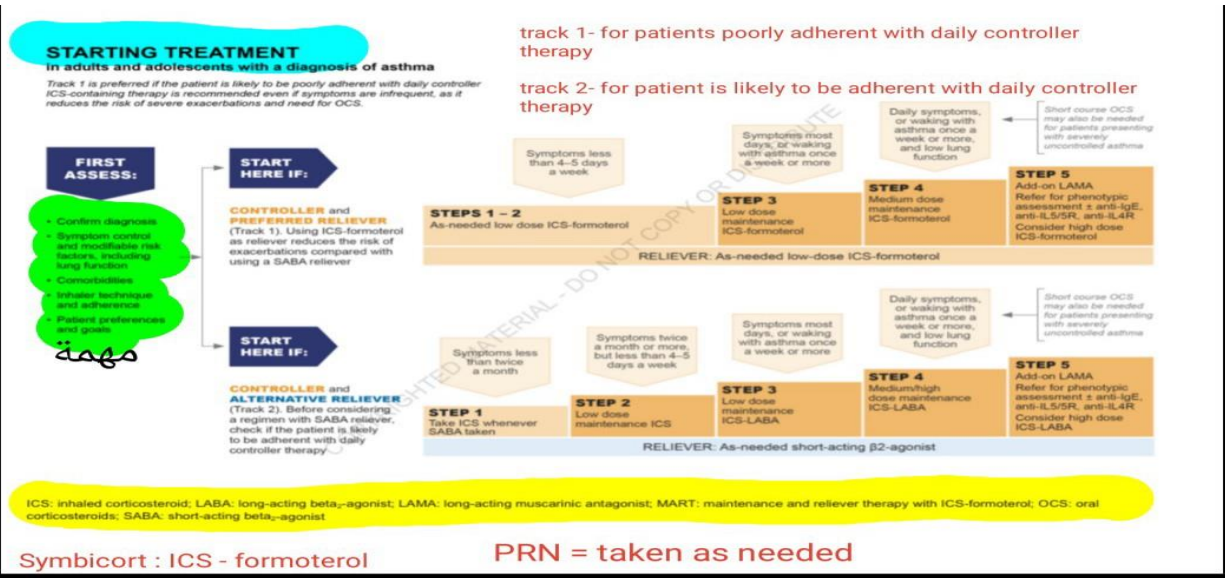 STARTING TREATMENT
in adults and adolescents with a diagnosis of asthma
Track 1 is preferred if the patient is likely to be poorly adherent with daily controller
ICS-containing therapy is recommended even if symptoms are infrequent, as it
reduces the risk of severe exacerbations and need for OCS.
track 1- for patients poorly adherent with daily controller
therapy
track 2- for patient is likely to be adherent with daily controller
therapy
FIRST
ASSESS:
• Confirm diagnosis
• Symptom control
and modifiable risk
factors, including
lung function
• Comorbidities
• Inhaler technique
and adherence
• Patient preferences
and goals
مهمة
START
HERE IF:
CONTROLLER and
PREFERRED RELIEVER
(Track 1). Using ICS-formoterol
as reliever reduces the risk of
exacerbations compared with
using a SABA reliever
Symptoms less
than 4–5 days
a week
Symptoms most
days, or waking
with asthma once
a week or more
Daily symptoms,
or waking with
asthma once a
week or more,
and low lung
function
Short course OCS
may also be needed
for patients presenting
with severely
uncontrolled asthma
STEPS 1 – 2
As-needed low dose ICS-formoterol
STEP 3
Low dose
maintenance
ICS-formoterol
STEP 4
Medium dose
maintenance
ICS-formoterol
STEP 5
Add-on LAMA
Refer for phenotypic
assessment ± anti-IgE,
anti-IL5/5R, anti-IL4R
Consider high dose
ICS-formoterol
RELIEVER: As-needed low-dose ICS-formoterol
START
HERE IF:
CONTROLLER and
ALTERNATIVE RELIEVER
(Track 2). Before considering
a regimen with SABA reliever,
check if the patient is likely
to be adherent with daily
controller therapy
Symptoms less
than twice
a month
Symptoms twice
a month or more,
but less than 4–5
days a week
Symptoms most
days, or waking
with asthma once
a week or more
Daily symptoms,
or waking with
asthma once a
week or more,
and low lung
function
Short course OCS
may also be needed
for patients presenting
with severely
uncontrolled asthma
STEP 1
Take ICS whenever
SABA taken
STEP 2
Low dose
maintenance ICS
STEP 3
Low dose
maintenance
ICS-LABA
STEP 4
Medium/high
dose maintenance
ICS-LABA
STEP 5
Add-on LAMA
Refer for phenotypic
assessment ± anti-IgE,
anti-IL5/5R, anti-IL4R
Consider high dose
ICS-LABA
RELIEVER: As-needed short-acting β2-agonist
COPYRIGHTED MATERIAL - DO NOT COPY OR DISTRIBUTE
ICS: inhaled corticosteroid; LABA: long-acting beta₂-agonist; LAMA: long-acting muscarinic antagonist; MART: maintenance and reliever therapy with ICS-formoterol; OCS: oral
corticosteroids; SABA: short-acting beta₂-agonist
Symbicort : ICS - formoterol
PRN = taken as needed